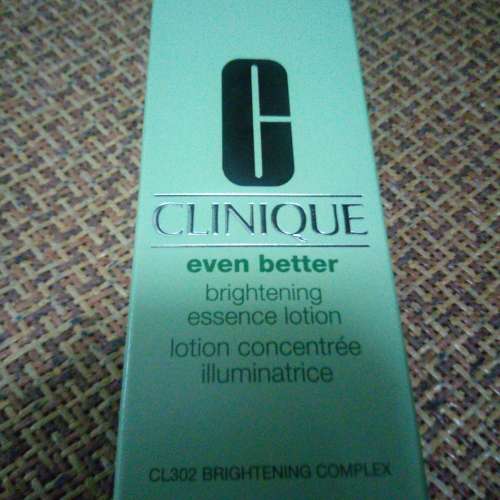 C
CLINIQUE
even better
brightening
essence lotion
lotion concentrée
illuminatrice
CL302 BRIGHTENING COMPLEX